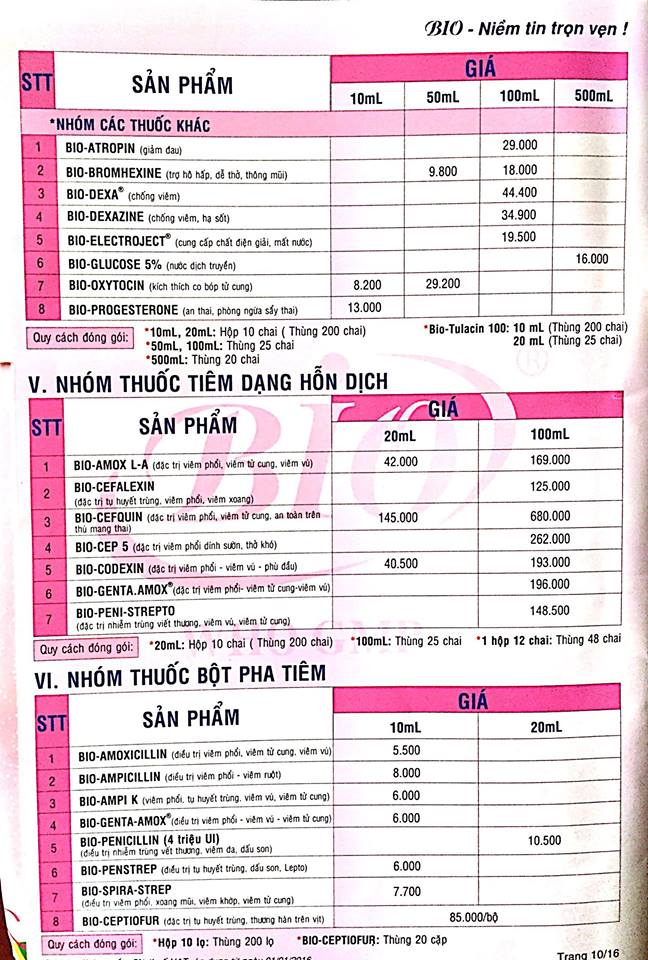 BIO - Niềm tin trọn vẹn !
STT SẢN PHẨM GIÁ
10mL 50mL 100mL 500mL
*NHÓM CÁC THUỐC KHÁC
1 BIO-ATROPIN (giảm đau) 29.000
2 BIO-BROMHEXINE (trợ hô hấp, dễ thở, thông mũi) 9.800 18.000
3 BIO-DEXA® (chống viêm) 44.400
4 BIO-DEXAZINE (chống viêm, hạ sốt) 34.900
5 BIO-ELECTROJECT® (cung cấp chất điện giải, mất nước) 19.500
6 BIO-GLUCOSE 5% (nước dịch truyền) 16.000
7 BIO-OXYTOCIN (kích thích co bóp tử cung) 8.200 29.200
8 BIO-PROGESTERONE (an thai, phòng ngừa sẩy thai) 13.000
Quy cách đóng gói: *10mL, 20mL: Hộp 10 chai ( Thùng 200 chai) *Bio-Tulacin 100: 10 mL (Thùng 200 chai)
*50mL, 100mL: Thùng 25 chai 20 mL (Thùng 25 chai)
*500mL: Thùng 20 chai
V. NHÓM THUỐC TIÊM DẠNG HỖN DỊCH
STT SẢN PHẨM GIÁ
20mL 100mL
1 BIO-AMOX L-A (đặc trị viêm phổi, viêm tử cung, viêm vú) 42.000 169.000
2 BIO-CEFALEXIN 125.000
(đặc trị tụ huyết trùng, viêm phổi, viêm xoang)
3 BIO-CEFQUIN (đặc trị viêm phổi, viêm tử cung, an toàn trên 145.000 680.000
thú mang thai)
4 BIO-CEP 5 (đặc trị viêm phổi dính sườn, thở khó) 262.000
5 BIO-CODEXIN (đặc trị viêm phổi - viêm vú - phù đầu) 40.500 193.000
6 BIO-GENTA.AMOX® (đặc trị viêm phổi- viêm tử cung-viêm vú) 196.000
7 BIO-PENI-STREPTO 148.500
(đặc trị nhiễm trùng viết thương, viêm vú, viêm tử cung)
Quy cách đóng gói: *20mL: Hộp 10 chai ( Thùng 200 chai) *100mL: Thùng 25 chai *1 hộp 12 chai: Thùng 48 chai
BIO®
WHO GMP
VI. NHÓM THUỐC BỘT PHA TIÊM
STT SẢN PHẨM GIÁ
10mL 20mL
1 BIO-AMOXICILLIN (điều trị viêm phổi, viêm tử cung, viêm vú) 5.500
2 BIO-AMPICILLIN (điều trị viêm phổi - viêm ruột) 8.000
3 BIO-AMPI K (viêm phổi, tụ huyết trùng, viêm vú, viêm tử cung) 6.000
4 BIO-GENTA-AMOX® (điều trị viêm phổi - viêm vú - viêm tử cung) 6.000
5 BIO-PENICILLIN (4 triệu UI) 10.500
(điều trị nhiễm trùng vết thương, viêm da, dấu son)
6 BIO-PENSTREP (điều trị tụ huyết trùng, dấu son, Lepto) 6.000
7 BIO-SPIRA-STREP 7.700
(điều trị viêm phổi, xoang mũi, viêm khớp, viêm tử cung)
8 BIO-CEPTIOFUR (đặc trị tụ huyết trùng, thương hàn trên vịt) 85.000/bộ
Quy cách đóng gói: *Hộp 10 lọ: Thùng 200 lọ *BIO-CEPTIOFUR: Thùng 20 cặp
Trang 10/16